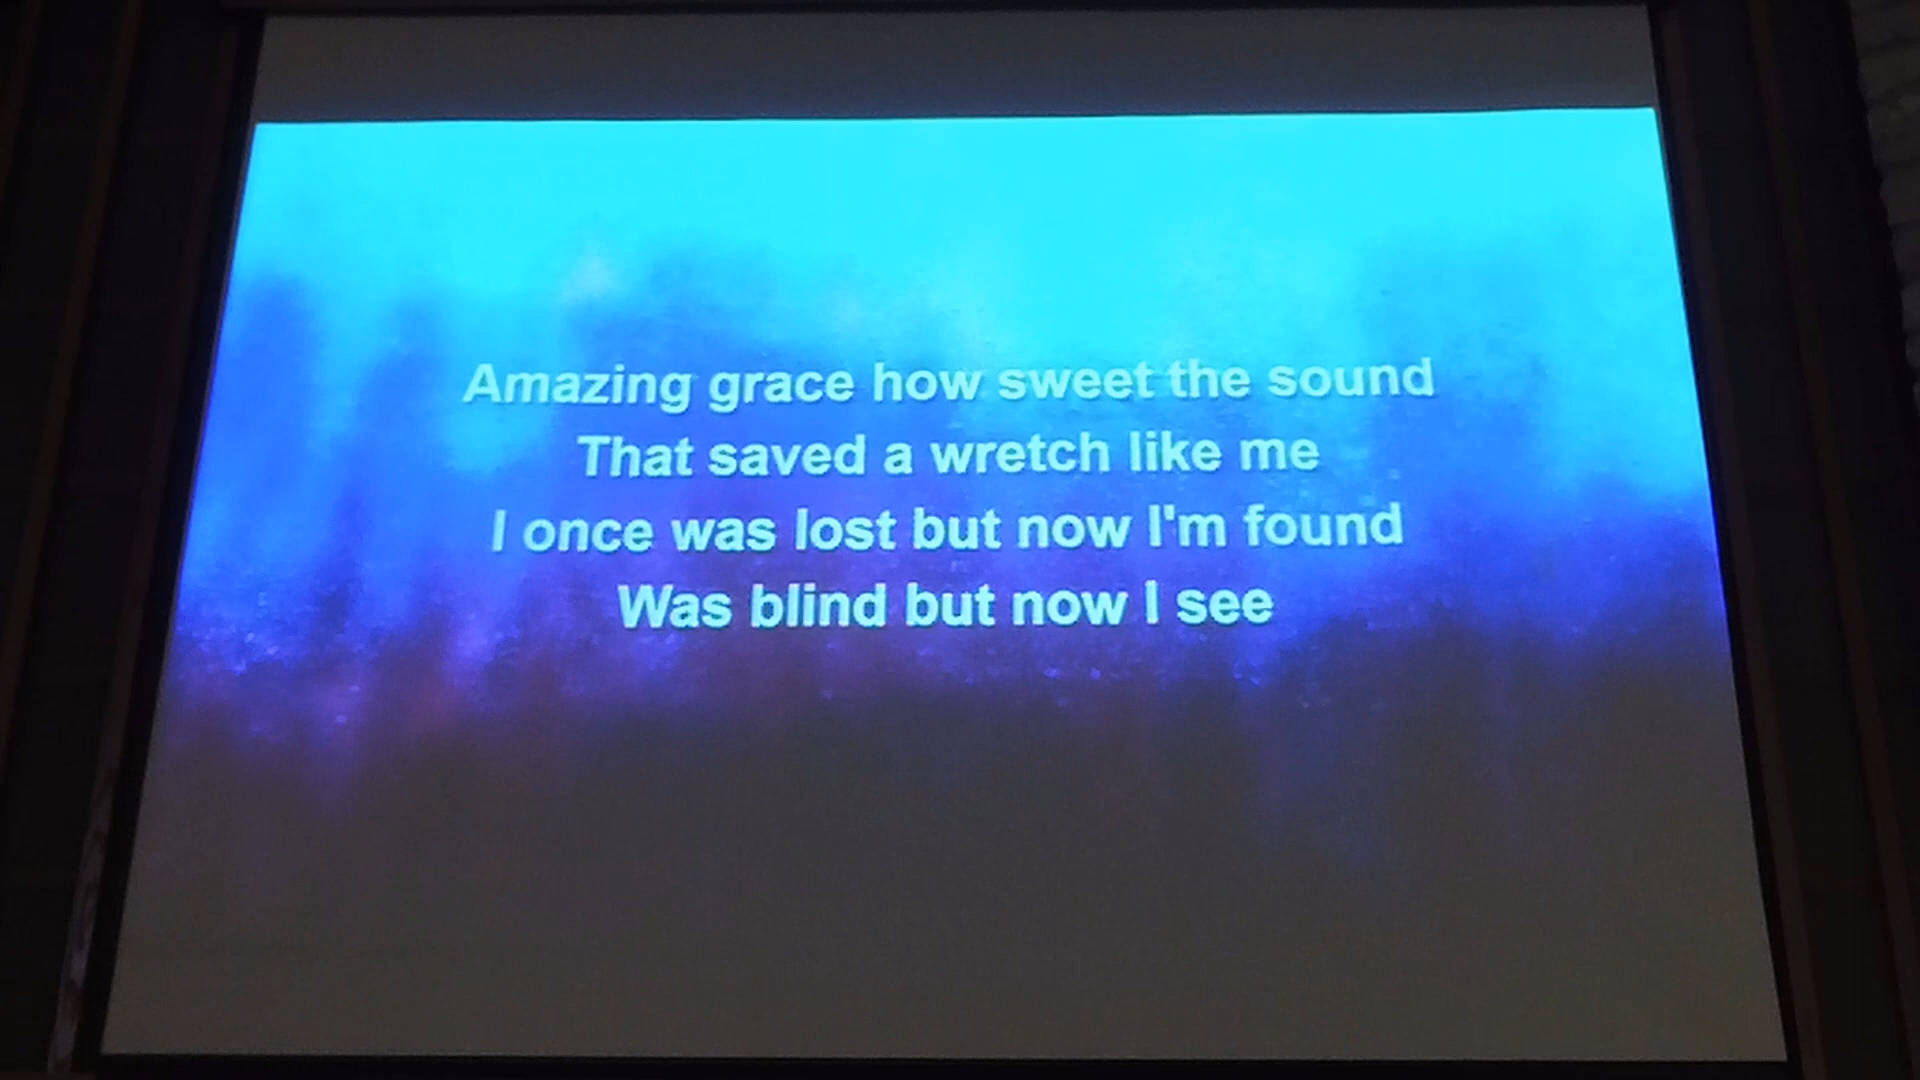 Amazing grace how sweet the sound
That saved a wretch like me
I once was lost but now I'm found
Was blind but now I see